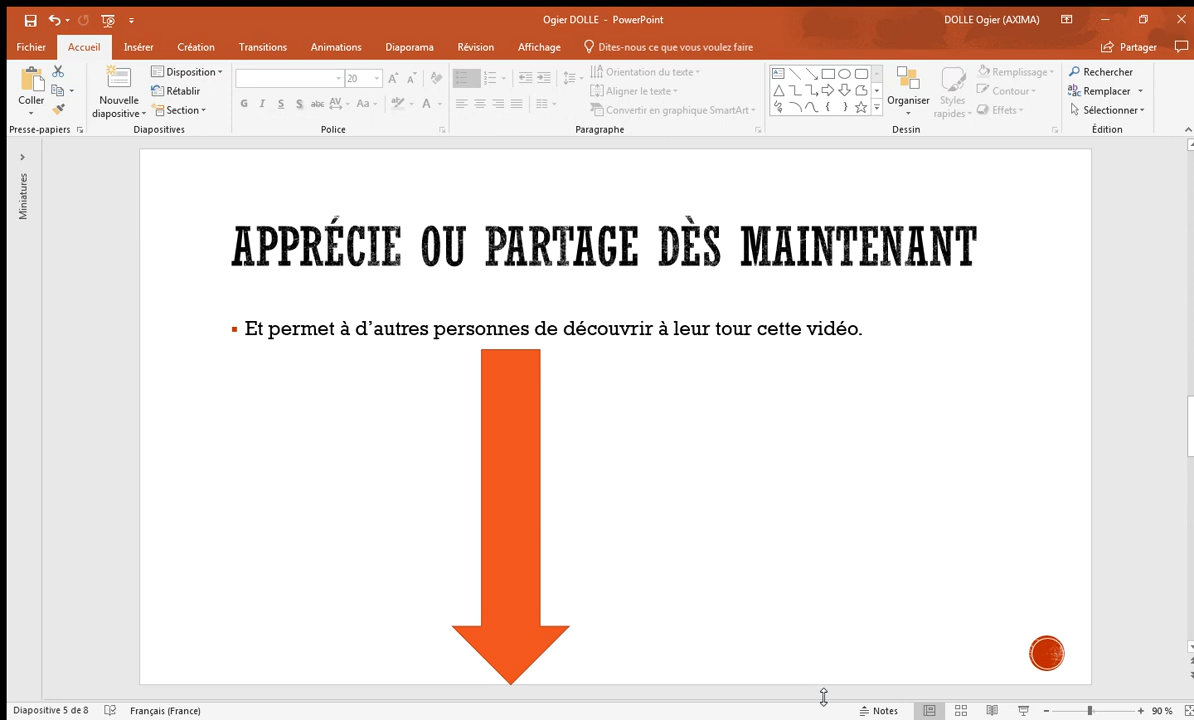 Ogier DOLLE - PowerPoint
DOLLE Ogier (AXIMA)
Fichier Accueil Insérer Création Transitions Animations Diaporama Révision Affichage Dites-nous ce que vous voulez faire Partager
Coller
Presse-papiers
Nouvelle diapositive
Disposition
Rétablir
Section
Diapositives
20
G I S S abc AV Aa A
Police
Orientation du texte
Aligner le texte
Convertir en graphique SmartArt
Paragraphe
Organiser
Styles rapides
Remplissage
Contour
Effets
Dessin
Rechercher
Remplacer
Sélectionner
Édition
Miniatures
APPRÉCIE OU PARTAGE DÈS MAINTENANT
▪ Et permet à d’autres personnes de découvrir à leur tour cette vidéo.
Diapositive 5 de 8 Français (France) Notes 90 %